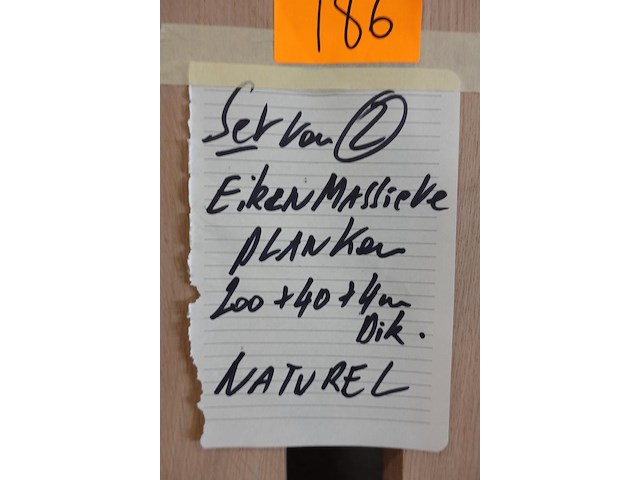 186
Set van 2
Eiken Massieve
PLANKen
200+40+4cm
Dik.
NATUREL